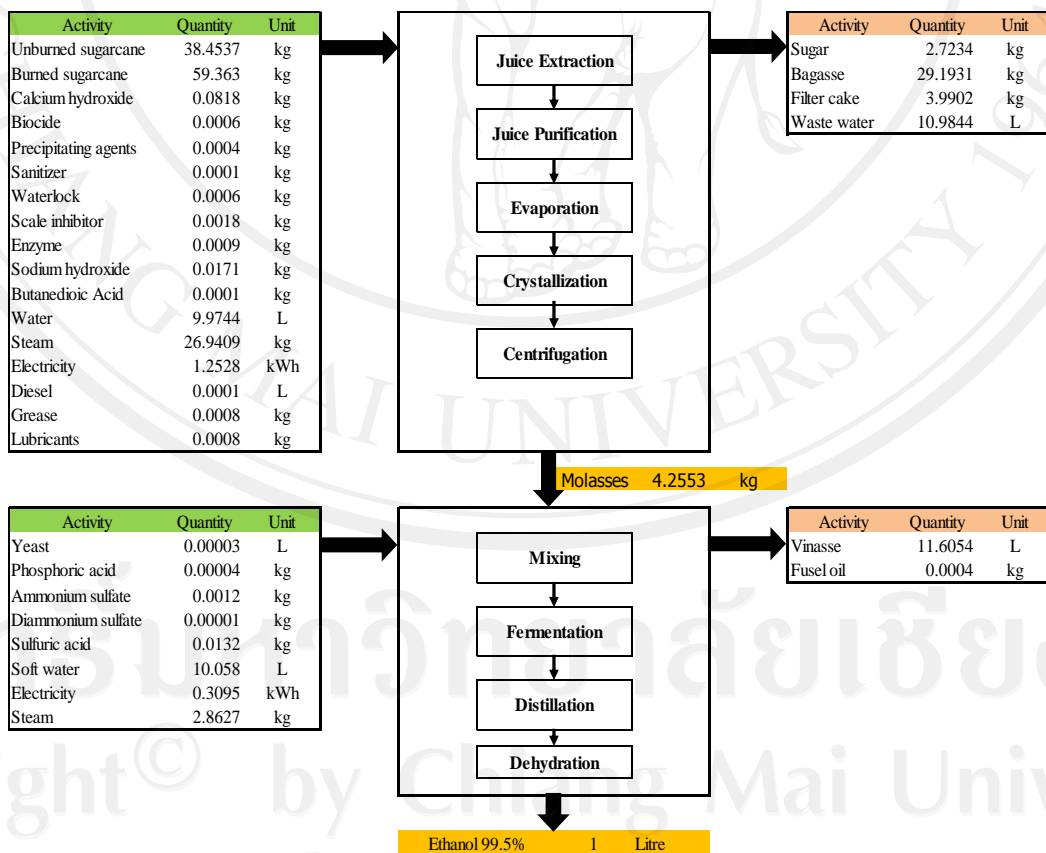 Activity Quantity Unit
Unburned sugarcane 38.4537 kg
Burned sugarcane 59.363 kg
Calcium hydroxide 0.0818 kg
Biocide 0.0006 kg
Precipitating agents 0.0004 kg
Sanitizer 0.0001 kg
Waterlock 0.0006 kg
Scale inhibitor 0.0018 kg
Enzyme 0.0009 kg
Sodium hydroxide 0.0171 kg
Butanedioic Acid 0.0001 kg
Water 9.9744 L
Steam 26.9409 kg
Electricity 1.2528 kWh
Diesel 0.0001 L
Grease 0.0008 kg
Lubricants 0.0008 kg
Juice Extraction
Juice Purification
Evaporation
Crystallization
Centrifugation
Activity Quantity Unit
Sugar 2.7234 kg
Bagasse 29.1931 kg
Filter cake 3.9902 kg
Waste water 10.9844 L
Molasses 4.2553 kg
Activity Quantity Unit
Yeast 0.00003 L
Phosphoric acid 0.00004 kg
Ammonium sulfate 0.0012 kg
Diammonium sulfate 0.00001 kg
Sulfuric acid 0.0132 kg
Soft water 10.058 L
Electricity 0.3095 kWh
Steam 2.8627 kg
Mixing
Fermentation
Distillation
Dehydration
Activity Quantity Unit
Vinasse 11.6054 L
Fusel oil 0.0004 kg
Ethanol 99.5% 1 Litre
ANG MAI UNIVERSITY 1
by Chiang Mai